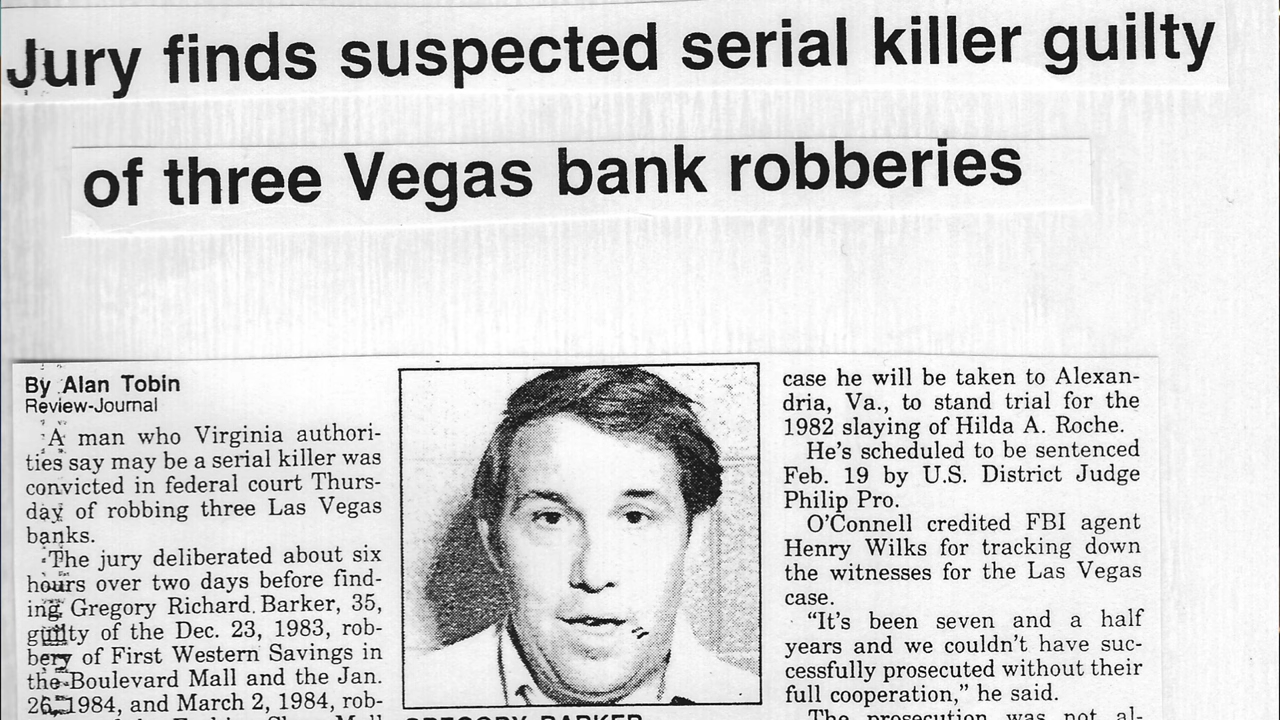 Jury finds suspected serial killer guilty
of three Vegas bank robberies
By Alan Tobin
Review-Journal
A man who Virginia authori-
ties say may be a serial killer was
convicted in federal court Thurs-
day of robbing three Las Vegas
banks.
The jury deliberated about six
hours over two days before find-
ing Gregory Richard Barker, 35,
guilty of the Dec. 23, 1983, rob-
bery of First Western Savings in
the Boulevard Mall and the Jan.
26, 1984, and March 2, 1984, rob-
GREGORY BARKER
case he will be taken to Alexan-
dria, Va., to stand trial for the
1982 slaying of Hilda A. Roche.
He's scheduled to be sentenced
Feb. 19 by U.S. District Judge
Philip Pro.
O'Connell credited FBI agent
Henry Wilks for tracking down
the witnesses for the Las Vegas
case.
"It's been seven and a half
years and we couldn't have suc-
cessfully prosecuted without their
full cooperation," he said.
The prosecution was not al-